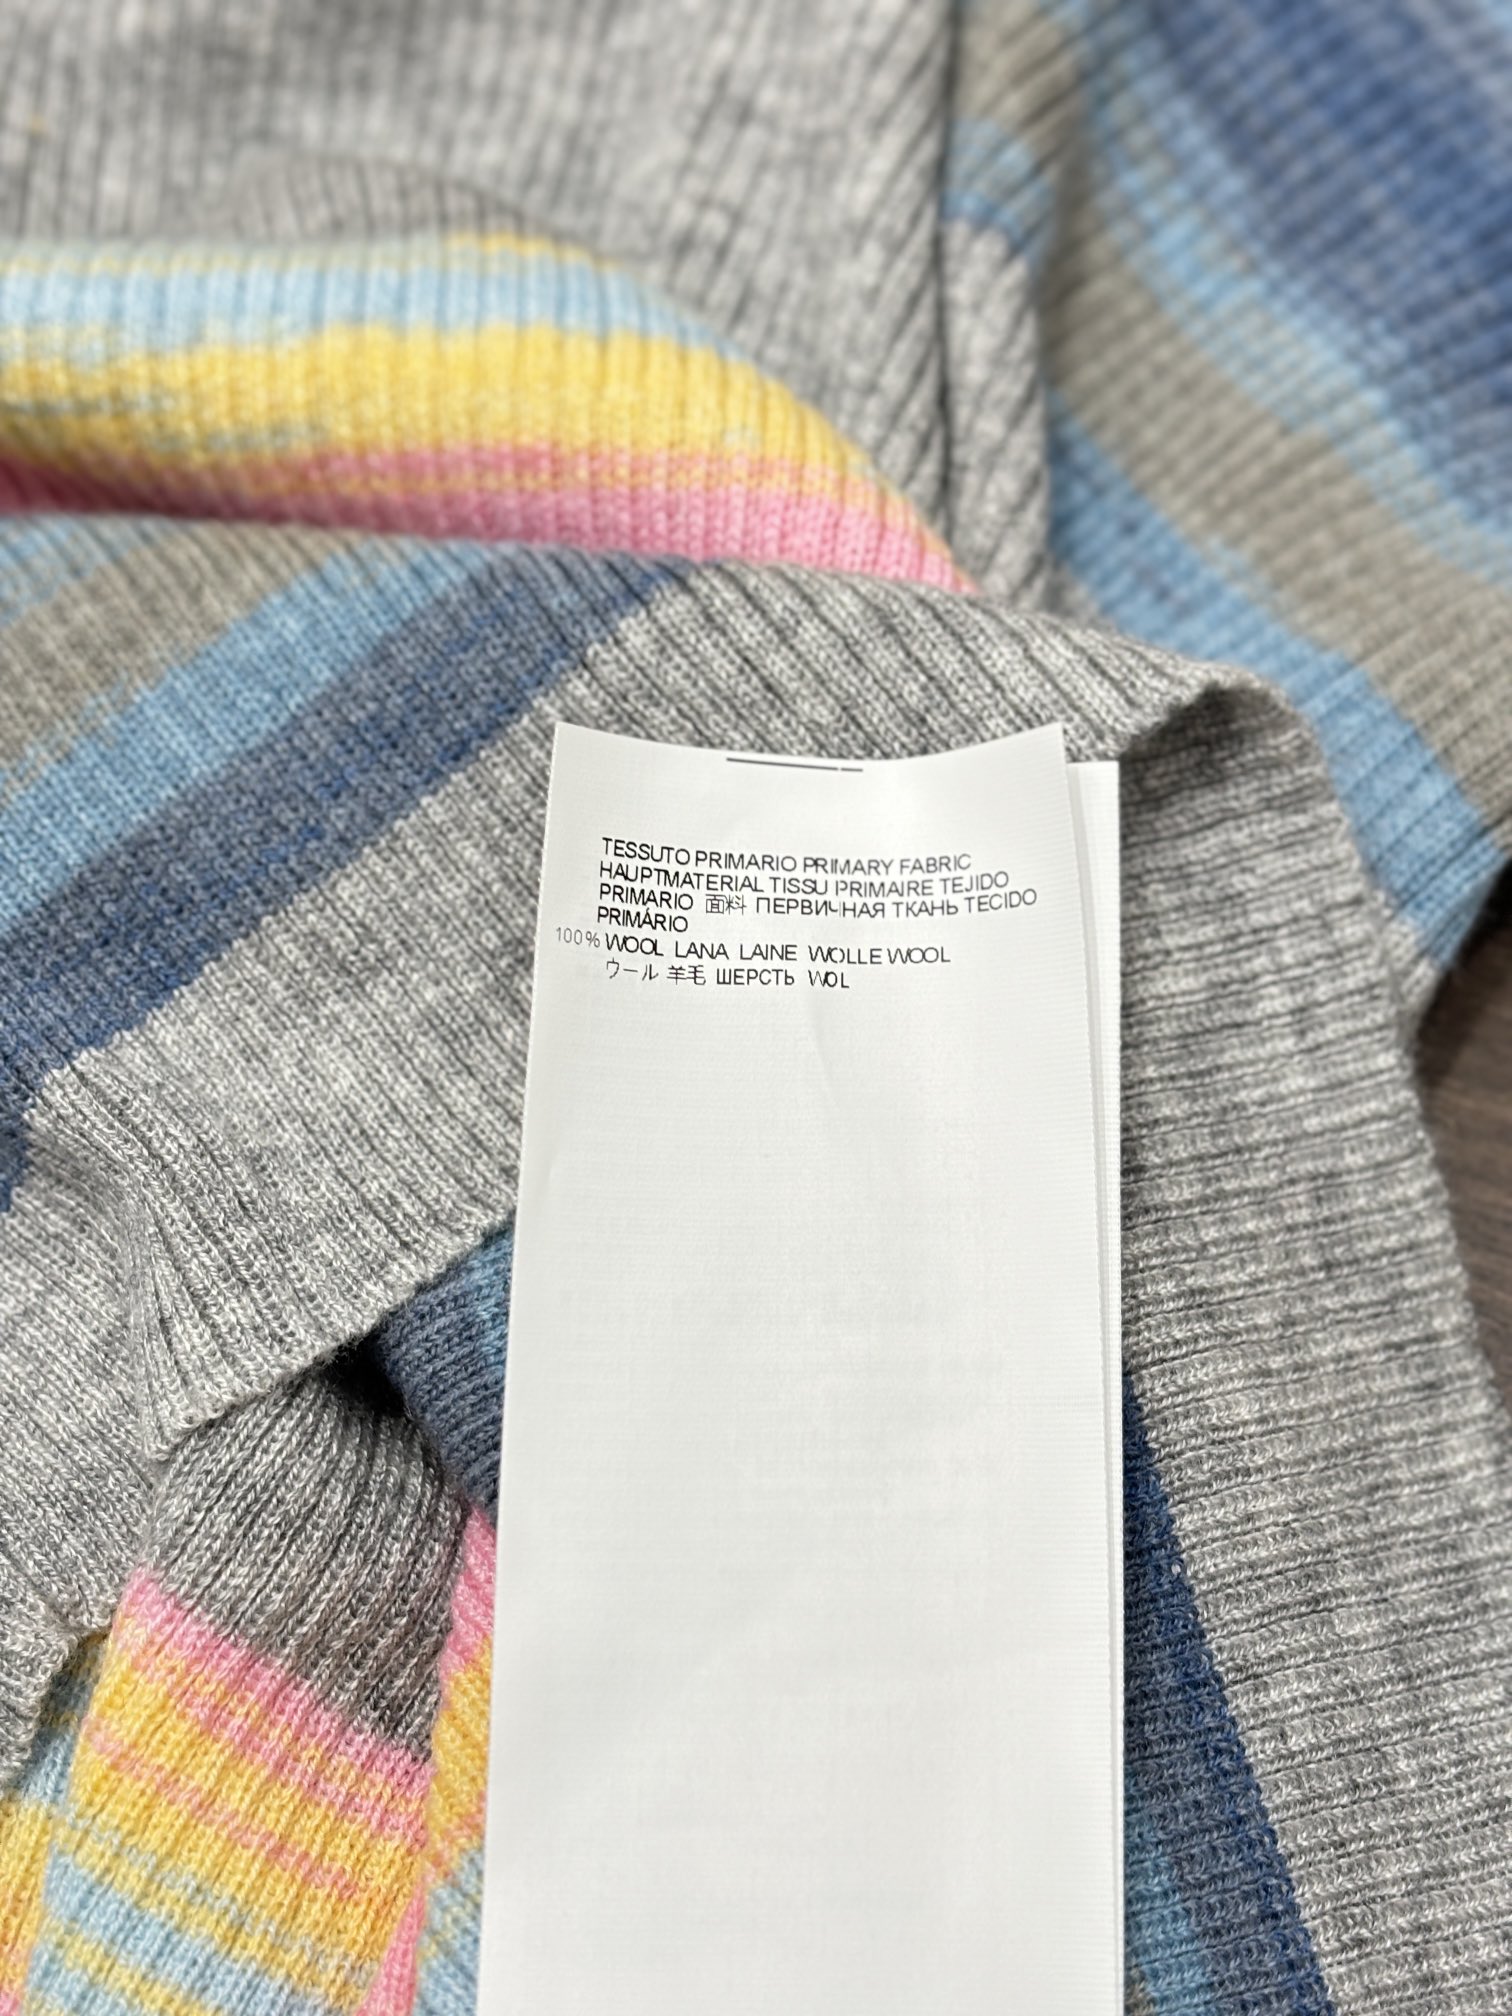 TESSUTO PRIMARIO PRIMARY FABRIC
HAUPTMATERIAL TISSU PRIMAIRE TEJIDO
PRIMARIO 面料 ПЕРВИЧНАЯ ТКАНЬ TECIDO
PRIMÁRIO
100% WOOL LANA LAINE WOLLE WOOL
ウール 羊毛 ШЕРСТЬ WOL